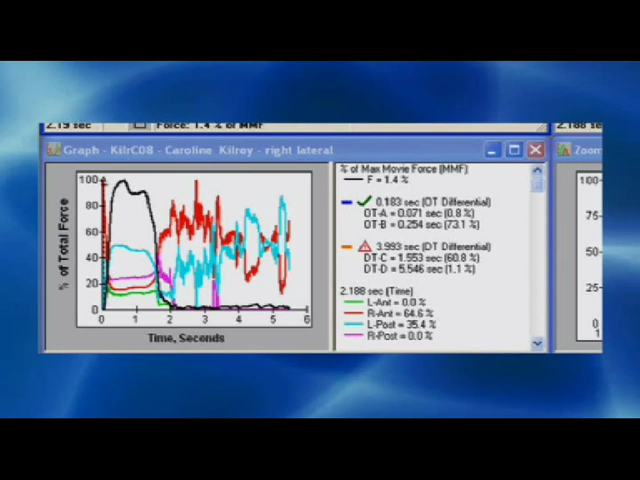 2.19 sec Force: 1.4 % of MMF 2.188 sec
Graph - KilrC08 - Caroline Kilroy - right lateral
Zoom
% of Max Movie Force (MMF)
F = 1.4 %
0.183 sec (OT Differential)
OT-A = 0.071 sec (0.8 %)
OT-B = 0.254 sec (73.1 %)
3.993 sec (DT Differential)
DT-C = 1.553 sec (60.8 %)
DT-D = 5.546 sec (1.1 %)
2.188 sec (Time)
L-Ant = 0.0 %
R-Ant = 64.6 %
L-Post = 35.4 %
R-Post = 0.0 %
% of Total Force
100
80
60
40
20
0
0 1 2 3 4 5 6
Time, Seconds
100
75
50
25
0
1